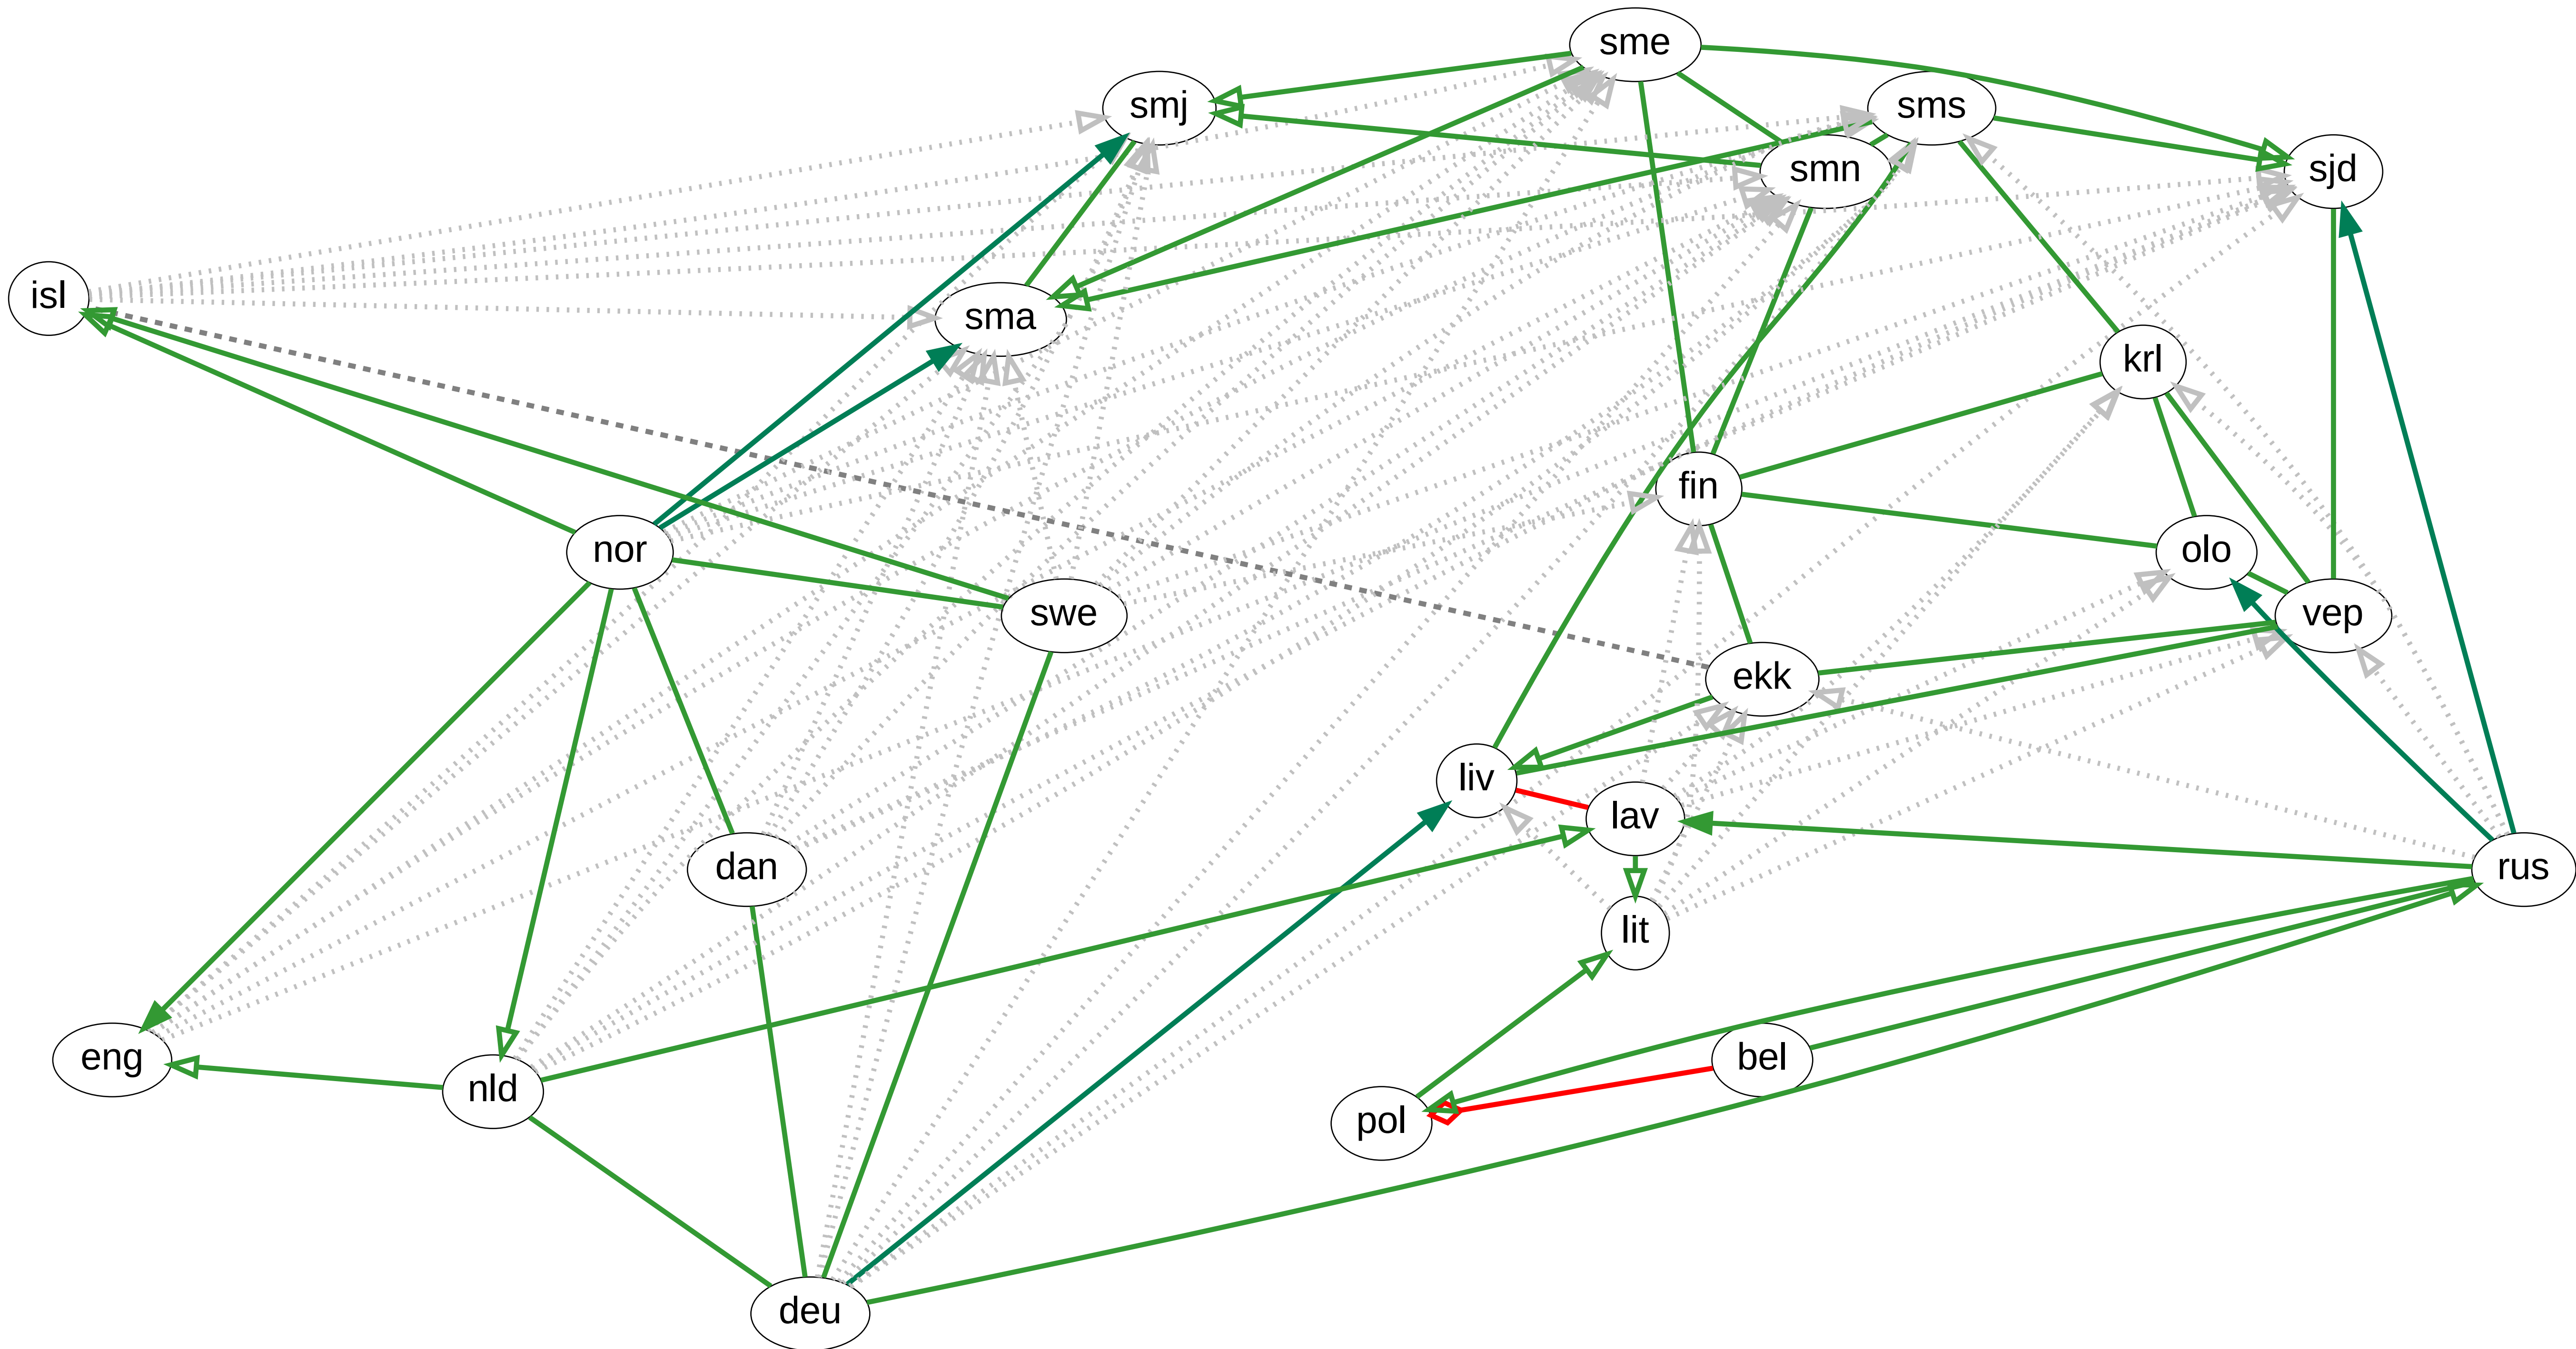 sme
smj
sms
smn
sjd
isl
sma
krl
fin
nor
olo
swe
vep
ekk
liv
lav
dan
rus
lit
eng
bel
nld
pol
deu